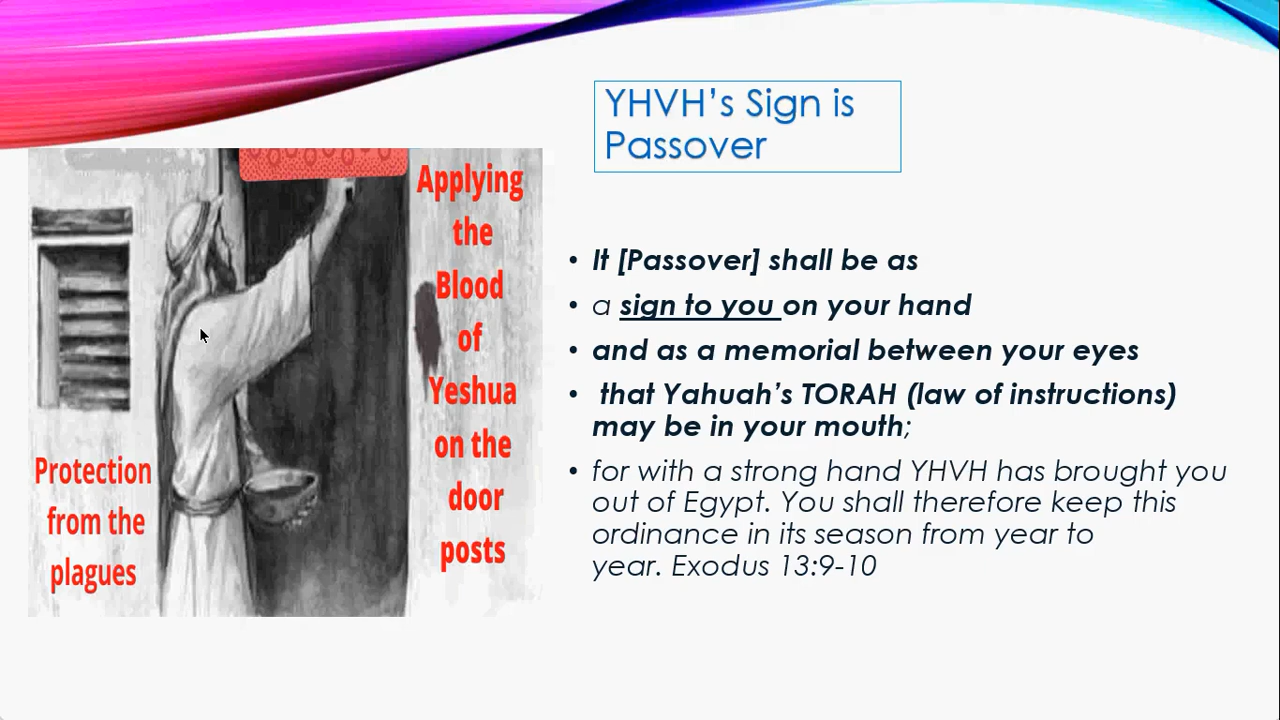 YHVH’s Sign is
Passover
Applying
the
Blood
of
Yeshua
on the
door
posts
Protection
from the
plagues
• It [Passover] shall be as
• a sign to you on your hand
• and as a memorial between your eyes
• that Yahuah’s TORAH (law of instructions)
may be in your mouth;
• for with a strong hand YHVH has brought you
out of Egypt. You shall therefore keep this
ordinance in its season from year to
year. Exodus 13:9-10